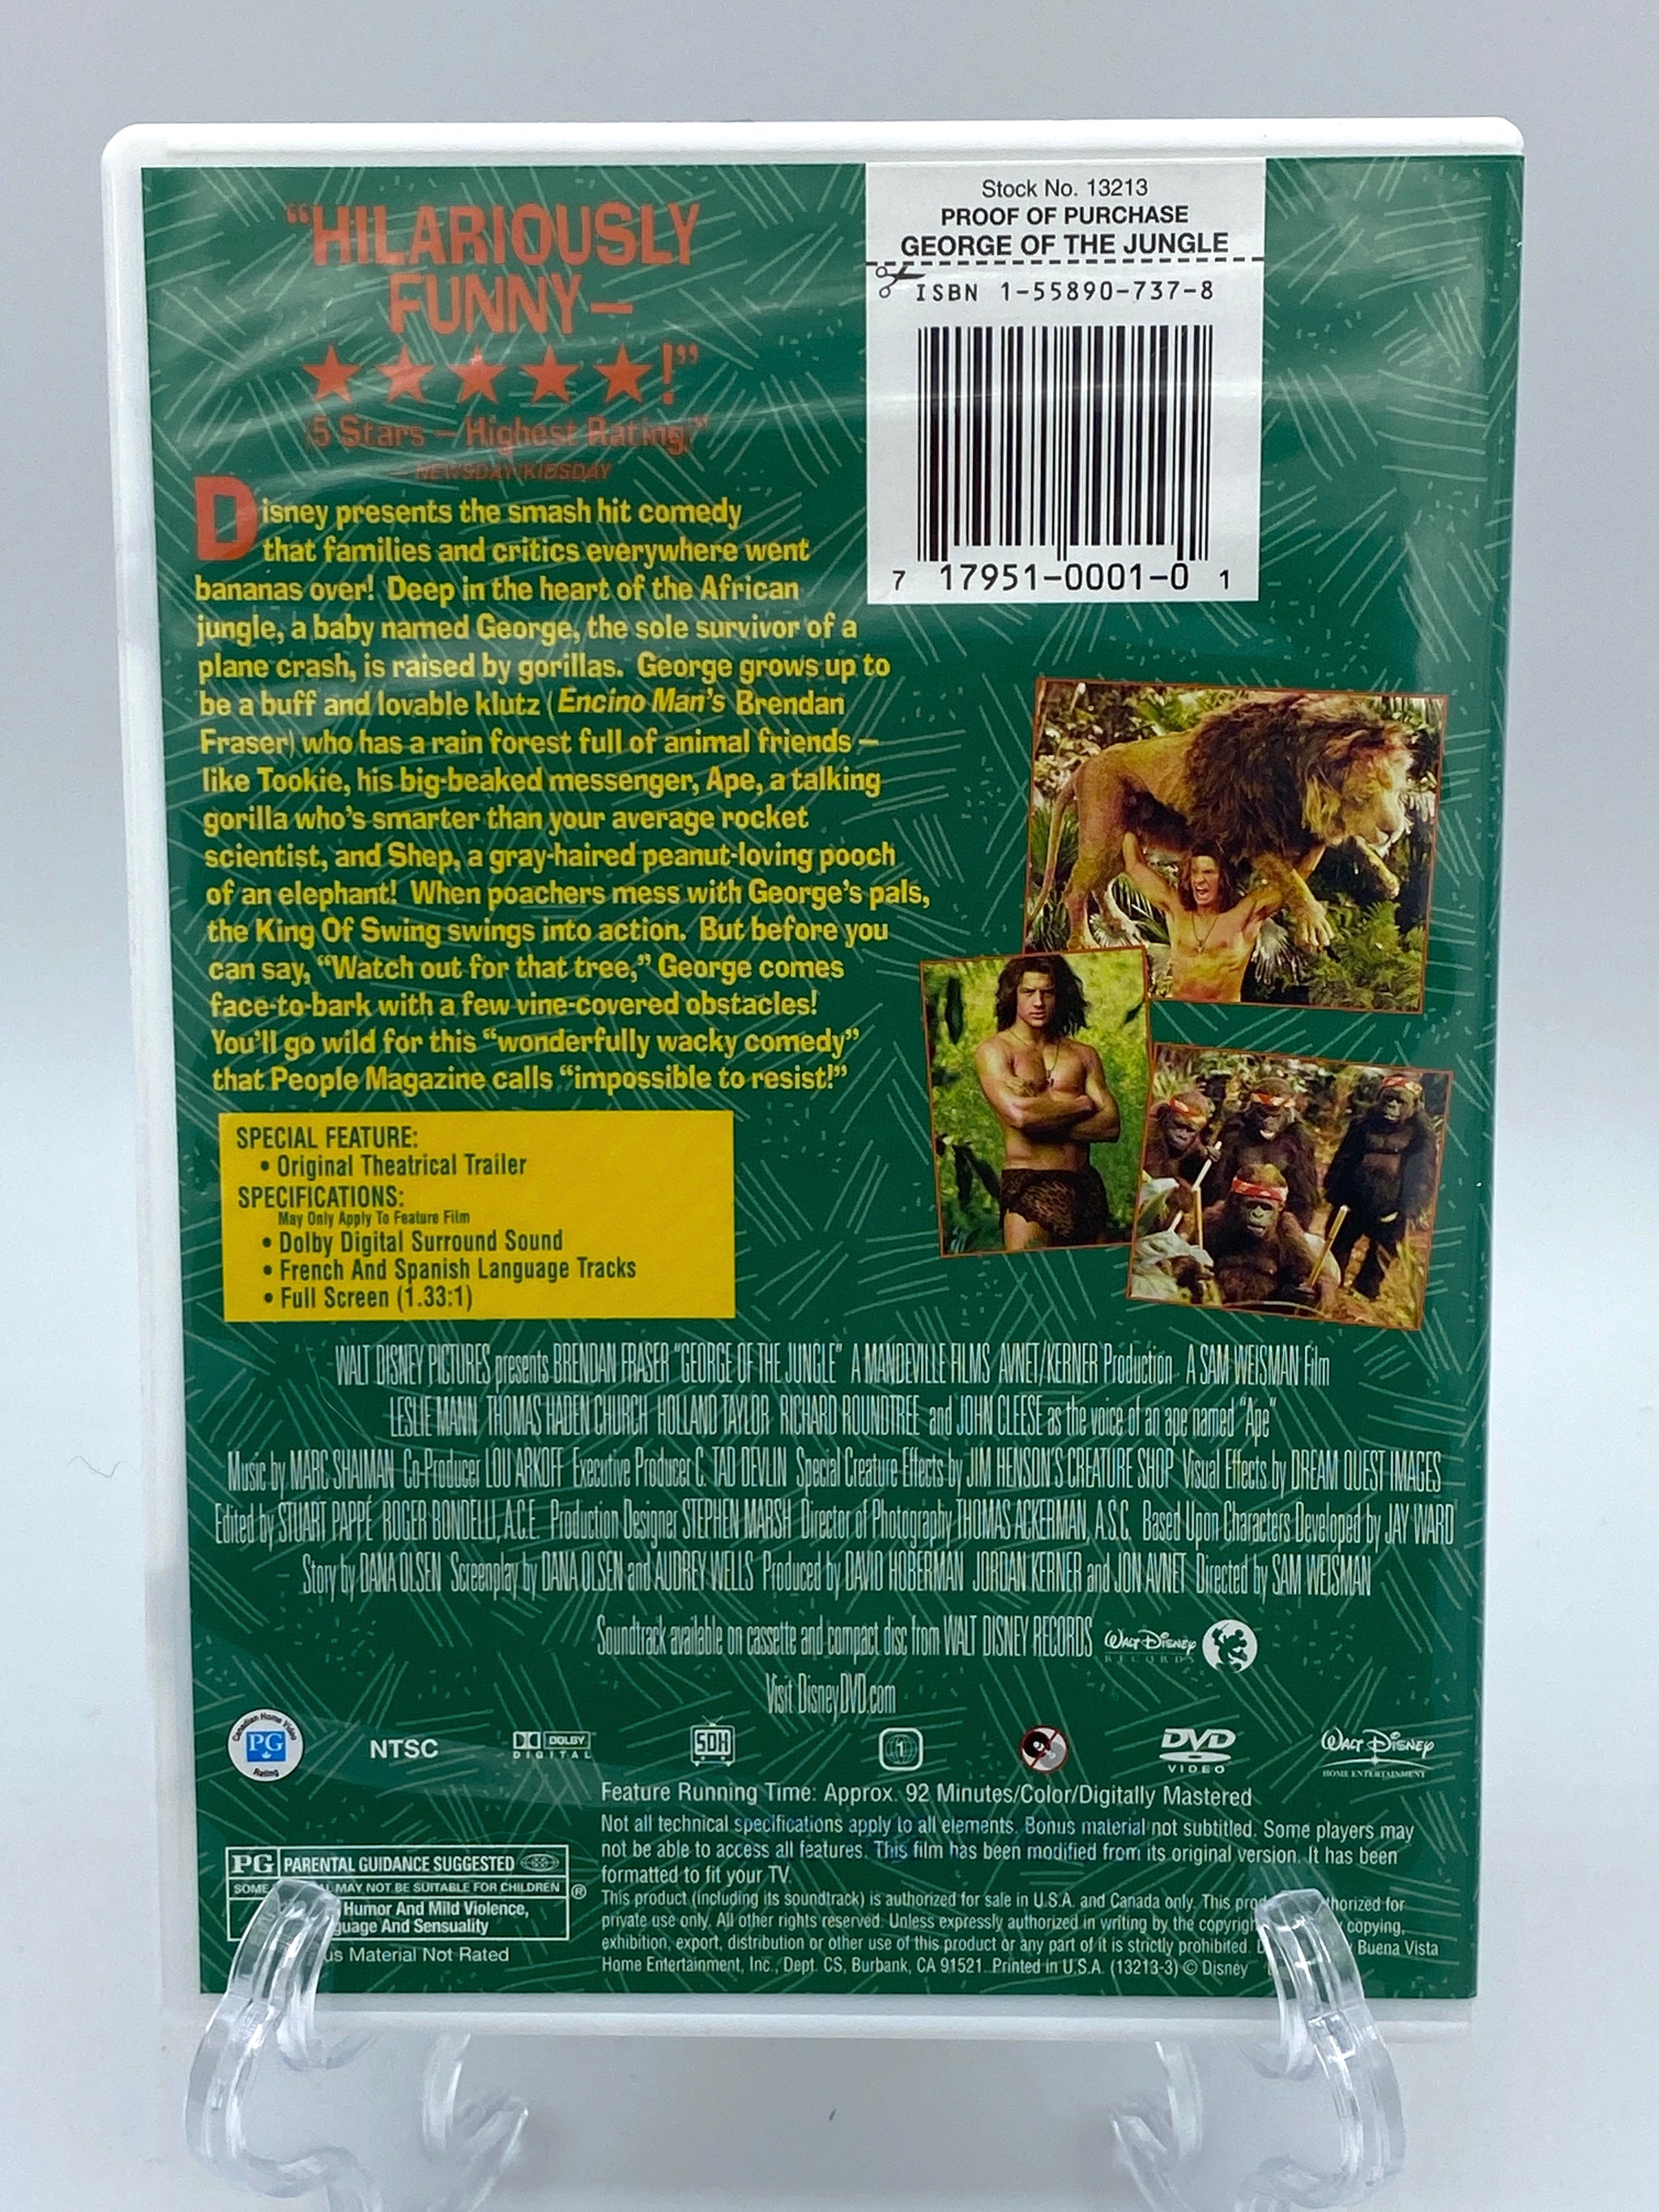 “HILARIOUSLY
FUNNY–
★★★★★!”
(5 Stars – Highest Rating)”
– NEWSDAY KIDSDAY
Stock No. 13213
PROOF OF PURCHASE
GEORGE OF THE JUNGLE
ISBN 1-55890-737-8
7 17951-0001-0 1
Disney presents the smash hit comedy
that families and critics everywhere went
bananas over! Deep in the heart of the African
jungle, a baby named George, the sole survivor of a
plane crash, is raised by gorillas. George grows up to
be a buff and lovable klutz (Encino Man’s Brendan
Fraser) who has a rain forest full of animal friends –
like Tookie, his big-beaked messenger, Ape, a talking
gorilla who’s smarter than your average rocket
scientist, and Shep, a gray-haired peanut-loving pooch
of an elephant! When poachers mess with George’s pals,
the King Of Swing swings into action. But before you
can say, “Watch out for that tree,” George comes
face-to-bark with a few vine-covered obstacles!
You’ll go wild for this “wonderfully wacky comedy”
that People Magazine calls “impossible to resist!”
SPECIAL FEATURE:
• Original Theatrical Trailer
SPECIFICATIONS:
May Only Apply To Feature Film
• Dolby Digital Surround Sound
• French And Spanish Language Tracks
• Full Screen (1.33:1)
WALT DISNEY PICTURES presents BRENDAN FRASER “GEORGE OF THE JUNGLE” A MANDEVILLE FILMS AVNET/KERNER Production A SAM WEISMAN Film
LESLIE MANN THOMAS HADEN CHURCH HOLLAND TAYLOR RICHARD ROUNDTREE and JOHN CLEESE as the voice of an ape named “Ape”
Music by MARC SHAIMAN Co-Producer LOU ARKOFF Executive Producer C. TAD DEVLIN Special Creature Effects by JIM HENSON’S CREATURE SHOP Visual Effects by DREAM QUEST IMAGES
Edited by STUART PAPPÉ ROGER BONDELLI, A.C.E. Production Designer STEPHEN MARSH Director of Photography THOMAS ACKERMAN, A.S.C. Based Upon Characters Developed by JAY WARD
Story by DANA OLSEN Screenplay by DANA OLSEN and AUDREY WELLS Produced by DAVID HOBERMAN JORDAN KERNER and JON AVNET Directed by SAM WEISMAN
Soundtrack available on cassette and compact disc from WALT DISNEY RECORDS WALT DISNEY RECORDS
Visit DisneyDVD.com
Canadian Home Video PG Rating NTSC DOLBY DIGITAL SDH 1 DVD VIDEO WALT DISNEY HOME ENTERTAINMENT
Feature Running Time: Approx. 92 Minutes/Color/Digitally Mastered
Not all technical specifications apply to all elements. Bonus material not subtitled. Some players may
not be able to access all features. This film has been modified from its original version. It has been
formatted to fit your TV.
This product (including its soundtrack) is authorized for sale in U.S.A. and Canada only. This thorized for
private use only. All other rights reserved. Unless expressly authorized in writing by the copying,
exhibition, export, distribution or other use of this product or any part of it is strictly prohibited. Buena Vista
Home Entertainment, Inc., Dept. CS, Burbank, CA 91521. Printed in U.S.A. (13213-3) © Disney
PG PARENTAL GUIDANCE SUGGESTED
SOME MAY NOT BE SUITABLE FOR CHILDREN ®
Humor And Mild Violence,
guage And Sensuality
us Material Not Rated